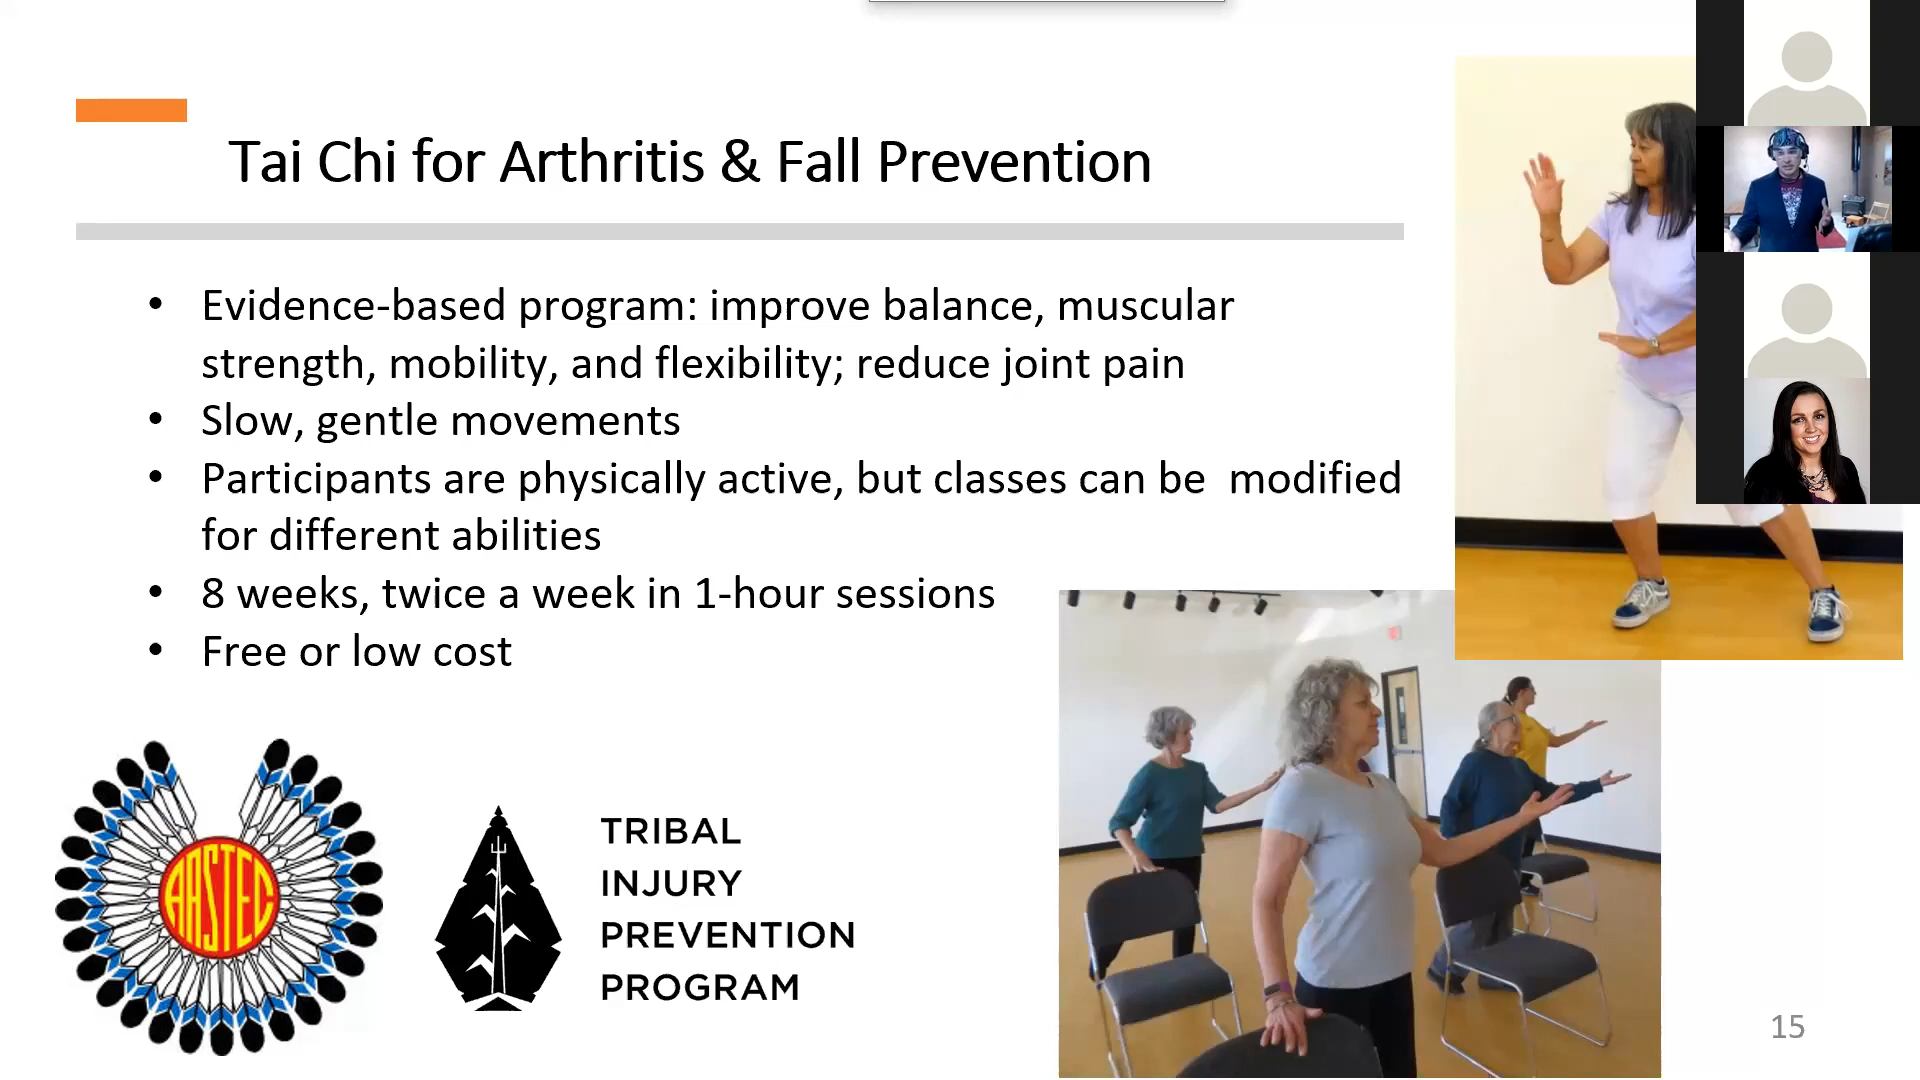 Tai Chi for Arthritis & Fall Prevention
• Evidence-based program: improve balance, muscular
strength, mobility, and flexibility; reduce joint pain
• Slow, gentle movements
• Participants are physically active, but classes can be  modified
for different abilities
• 8 weeks, twice a week in 1-hour sessions
• Free or low cost
AASTEC
TRIBAL
INJURY
PREVENTION
PROGRAM
15